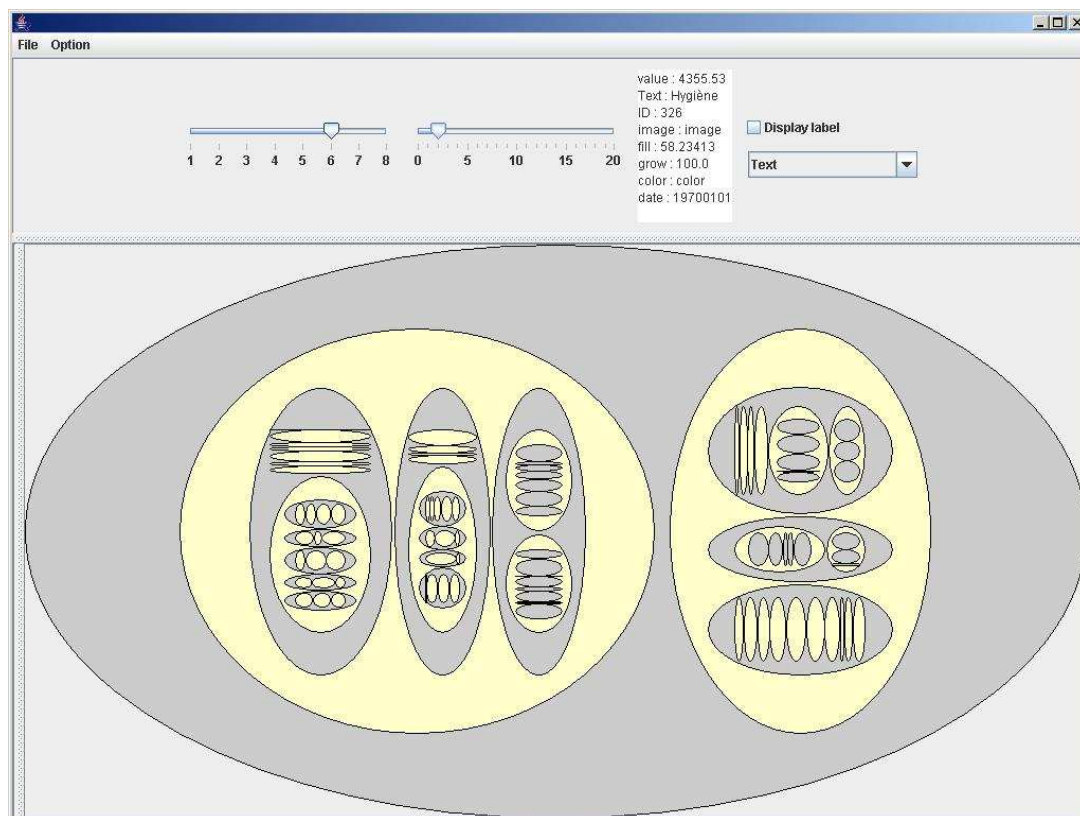 File Option
1 2 3 4 5 6 7 8
0 5 10 15 20
value : 4355.53
Text : Hygiène
ID : 326
image : image
fill : 58.23413
grow : 100.0
color : color
date : 19700101
Display label
Text